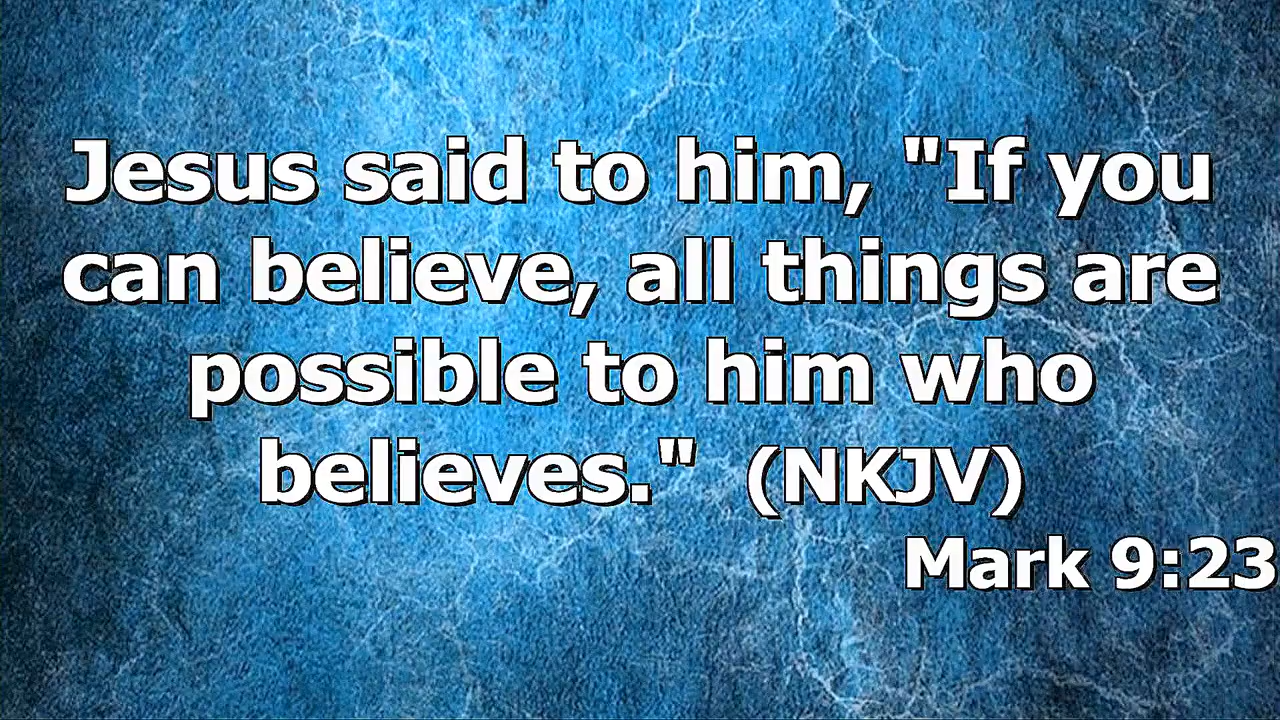 Jesus said to him, "If you
can believe, all things are
possible to him who
believes." (NKJV)
Mark 9:23